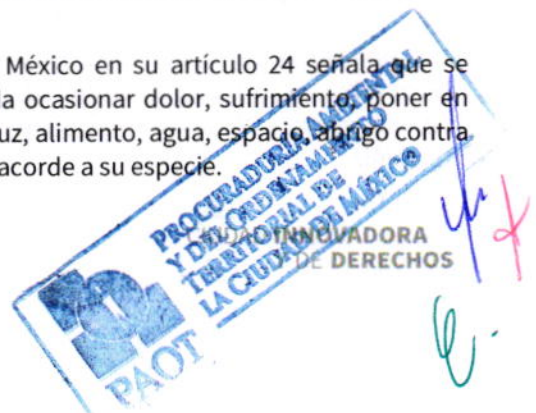 México en su artículo 24 señala que se
da ocasionar dolor, sufrimiento, poner en
uz, alimento, agua, espacio, abrigo contra
acorde a su especie.
PROCURADURÍA AMBIENTAL
Y DEL ORDENAMIENTO
TERRITORIAL DE
LA CIUDAD DE MÉXICO
PAOT
CIUDAD INNOVADORA
Y DE DERECHOS